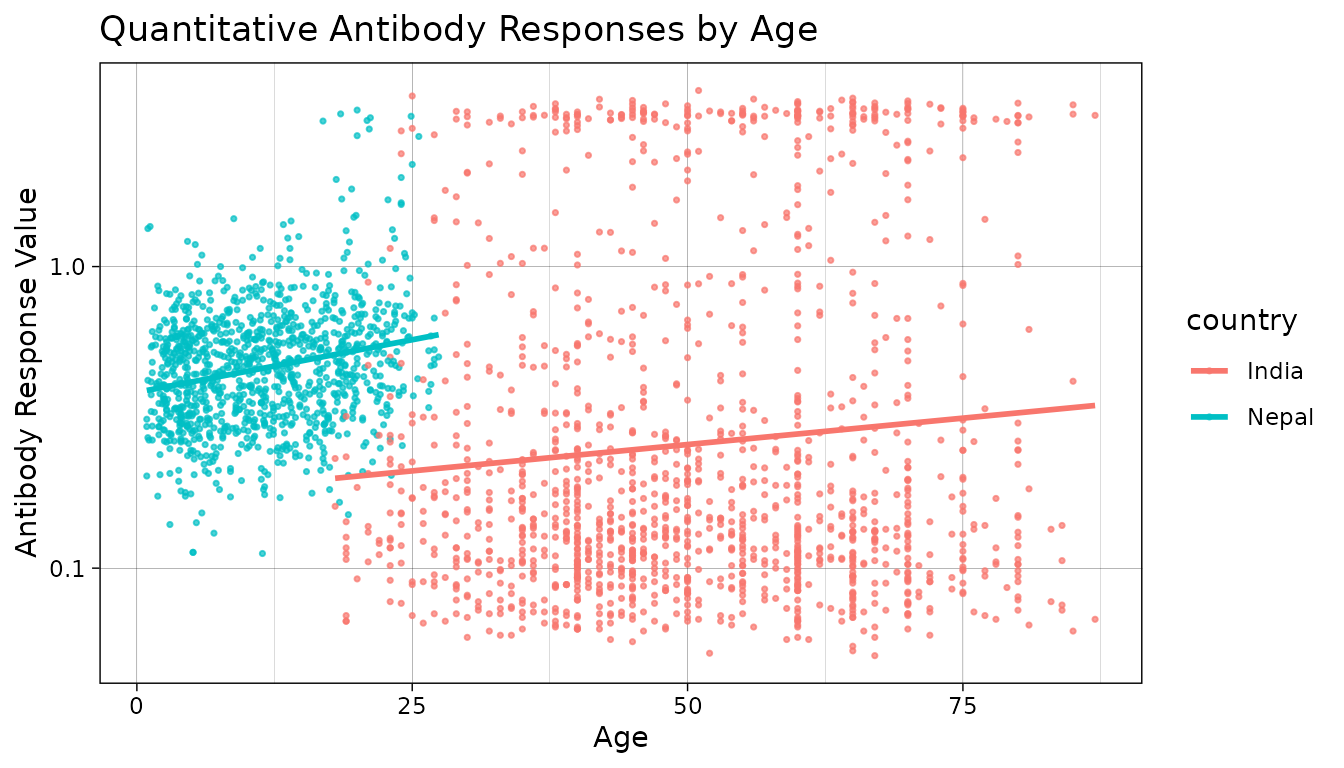 Quantitative Antibody Responses by Age
Antibody Response Value
1.0
0.1
0
25
50
75
Age
country
India
Nepal